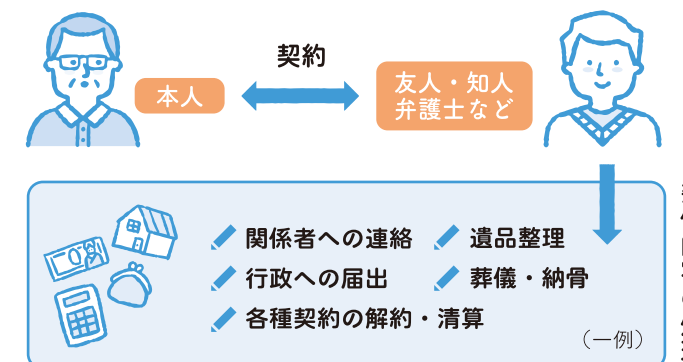 契約
本人
友人・知人
弁護士など
関係者への連絡
遺品整理
行政への届出
葬儀・納骨
各種契約の解約・清算
（一例）